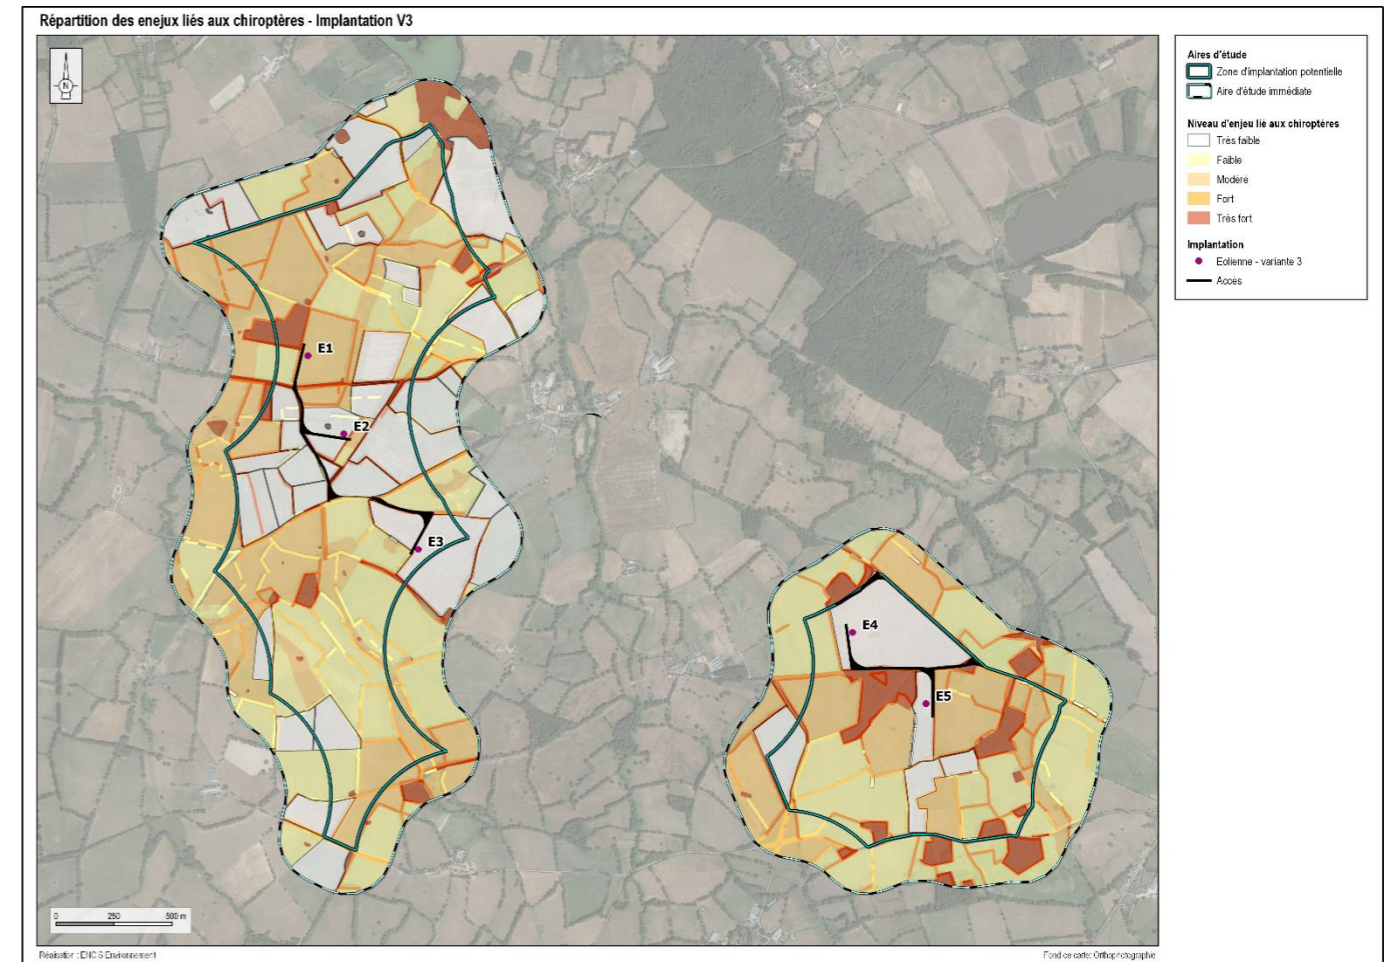 Répartition des enejux liés aux chiroptères - Implantation V3
N
Aires d'étude
Zone d'implantation potentielle
Aire d'étude immédiate
Niveau d'enjeu lié aux chiroptères
Très faible
Faible
Modéré
Fort
Très fort
Implantation
Eolienne - variante 3
Accès
E1
E2
E3
E4
E5
0 250 500 m
Réalisation : ENCIS Environnement
Fond de carte: Orthophotographie